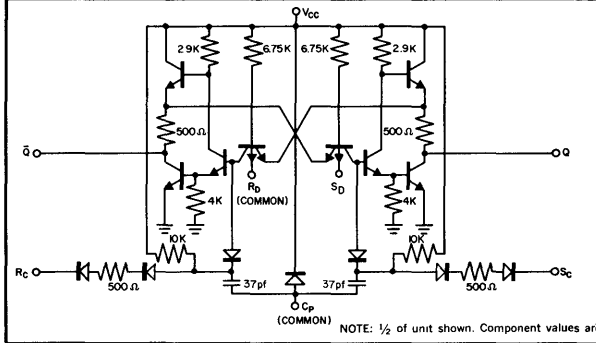 VCC
2.9K
6.75K
6.75K
2.9K
500Ω
500Ω
Q̄
Q
RD
(COMMON)
SD
4K
4K
10K
10K
RC
500Ω
37pf
37pf
500Ω
SC
CP
(COMMON)
NOTE: ½ of unit shown. Component values are